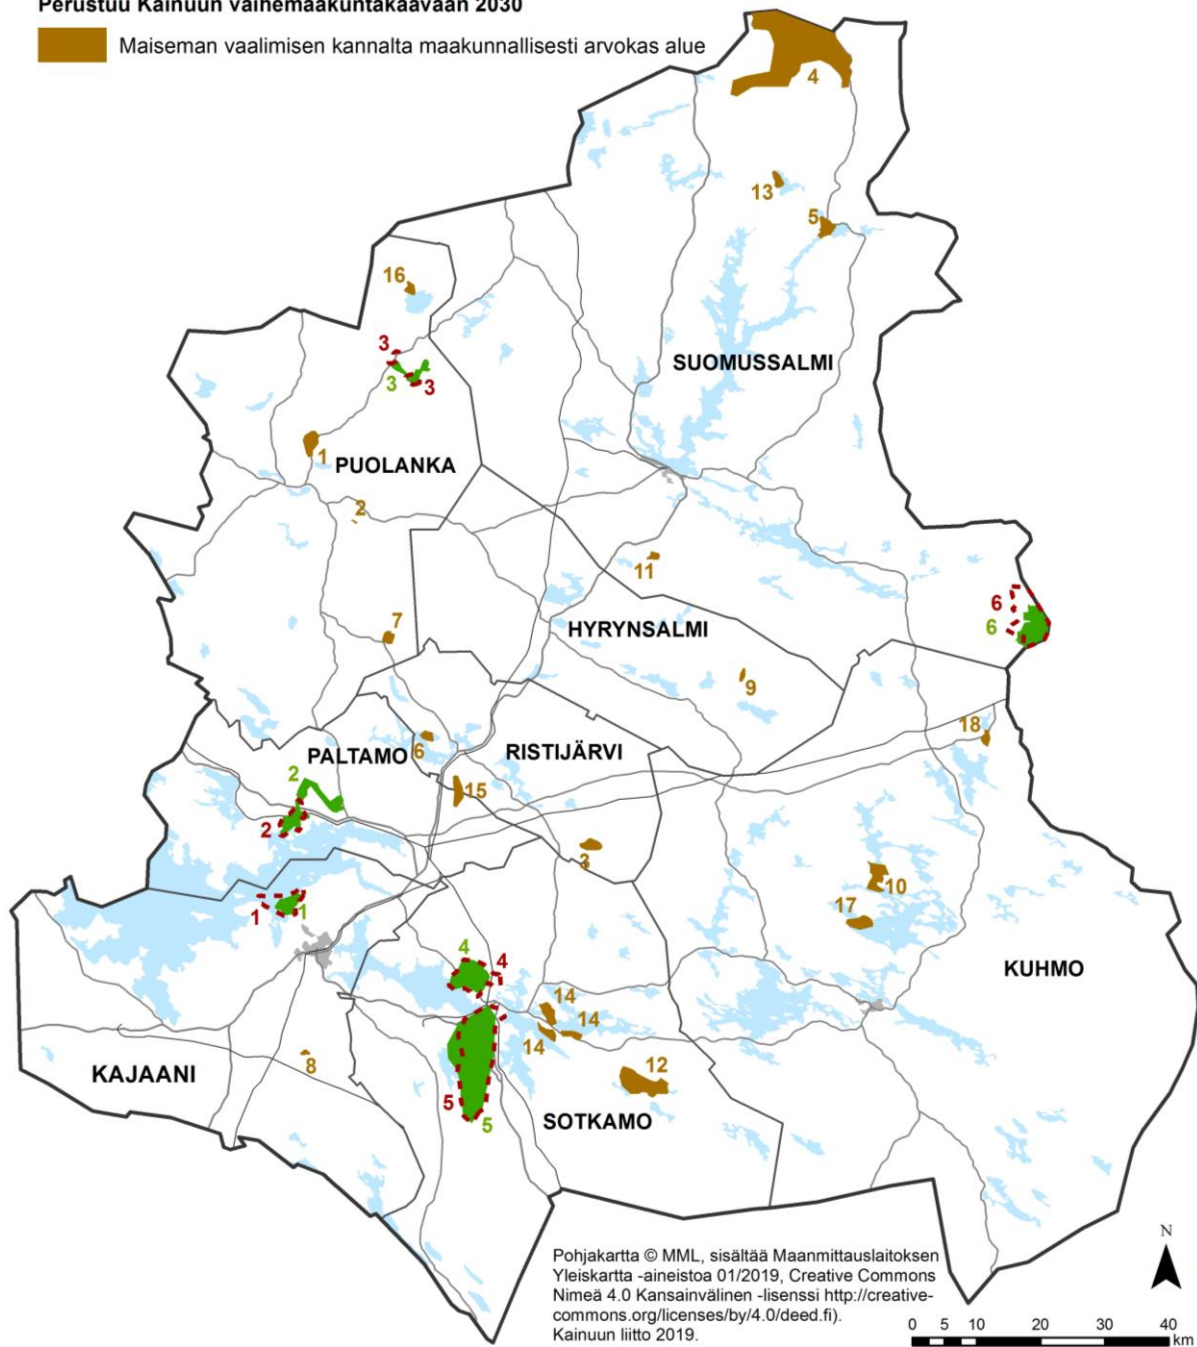 Perustuu Kainuun vaihemaakuntakaavaan 2030
Maiseman vaalimisen kannalta maakunnallisesti arvokas alue
4
13
5
16
SUOMUSSALMI
3
3
3
1
PUOLANKA
2
11
6
7
HYRYNSALMI
6
9
18
PALTAMO
6
RISTIJÄRVI
2
15
2
3
10
17
1
1
4
4
KUHMO
14
14
14
8
12
KAJAANI
5
5
SOTKAMO
N
Pohjakartta © MML, sisältää Maanmittauslaitoksen
Yleiskartta -aineistoa 01/2019, Creative Commons
Nimeä 4.0 Kansainvälinen -lisenssi http://creative-
commons.org/licenses/by/4.0/deed.fi).
Kainuun liitto 2019.
0 5 10 20 30 40
km